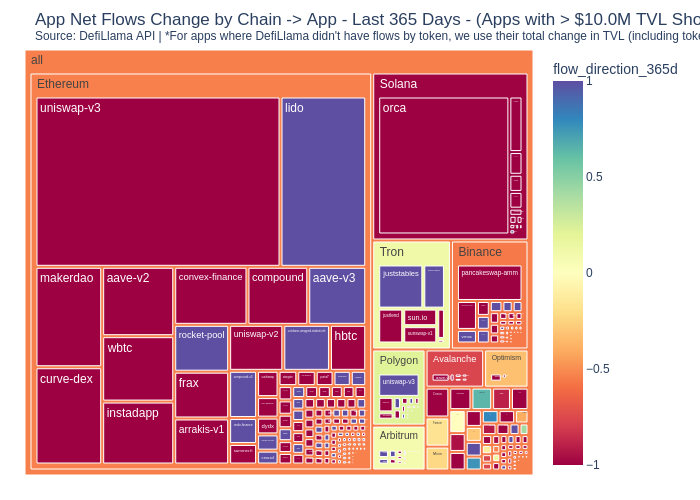 App Net Flows Change by Chain -> App - Last 365 Days - (Apps with > $10.0M TVL Sho
Source: DefiLlama API | *For apps where DefiLlama didn't have flows by token, we use their total change in TVL (including toke
all
flow_direction_365d
Ethereum
Solana
uniswap-v3
lido
orca
1
0.5
0
−0.5
−1
Tron
Binance
juststables
pancakeswap-amm
justlend
sun.io
sunswap-v1
makerdao
aave-v2
convex-finance
compound
aave-v3
rocket-pool
uniswap-v2
hbtc
wbtc
curve-dex
frax
instadapp
arrakis-v1
dydx
Polygon
uniswap-v3
Avalanche
Optimism
Arbitrum